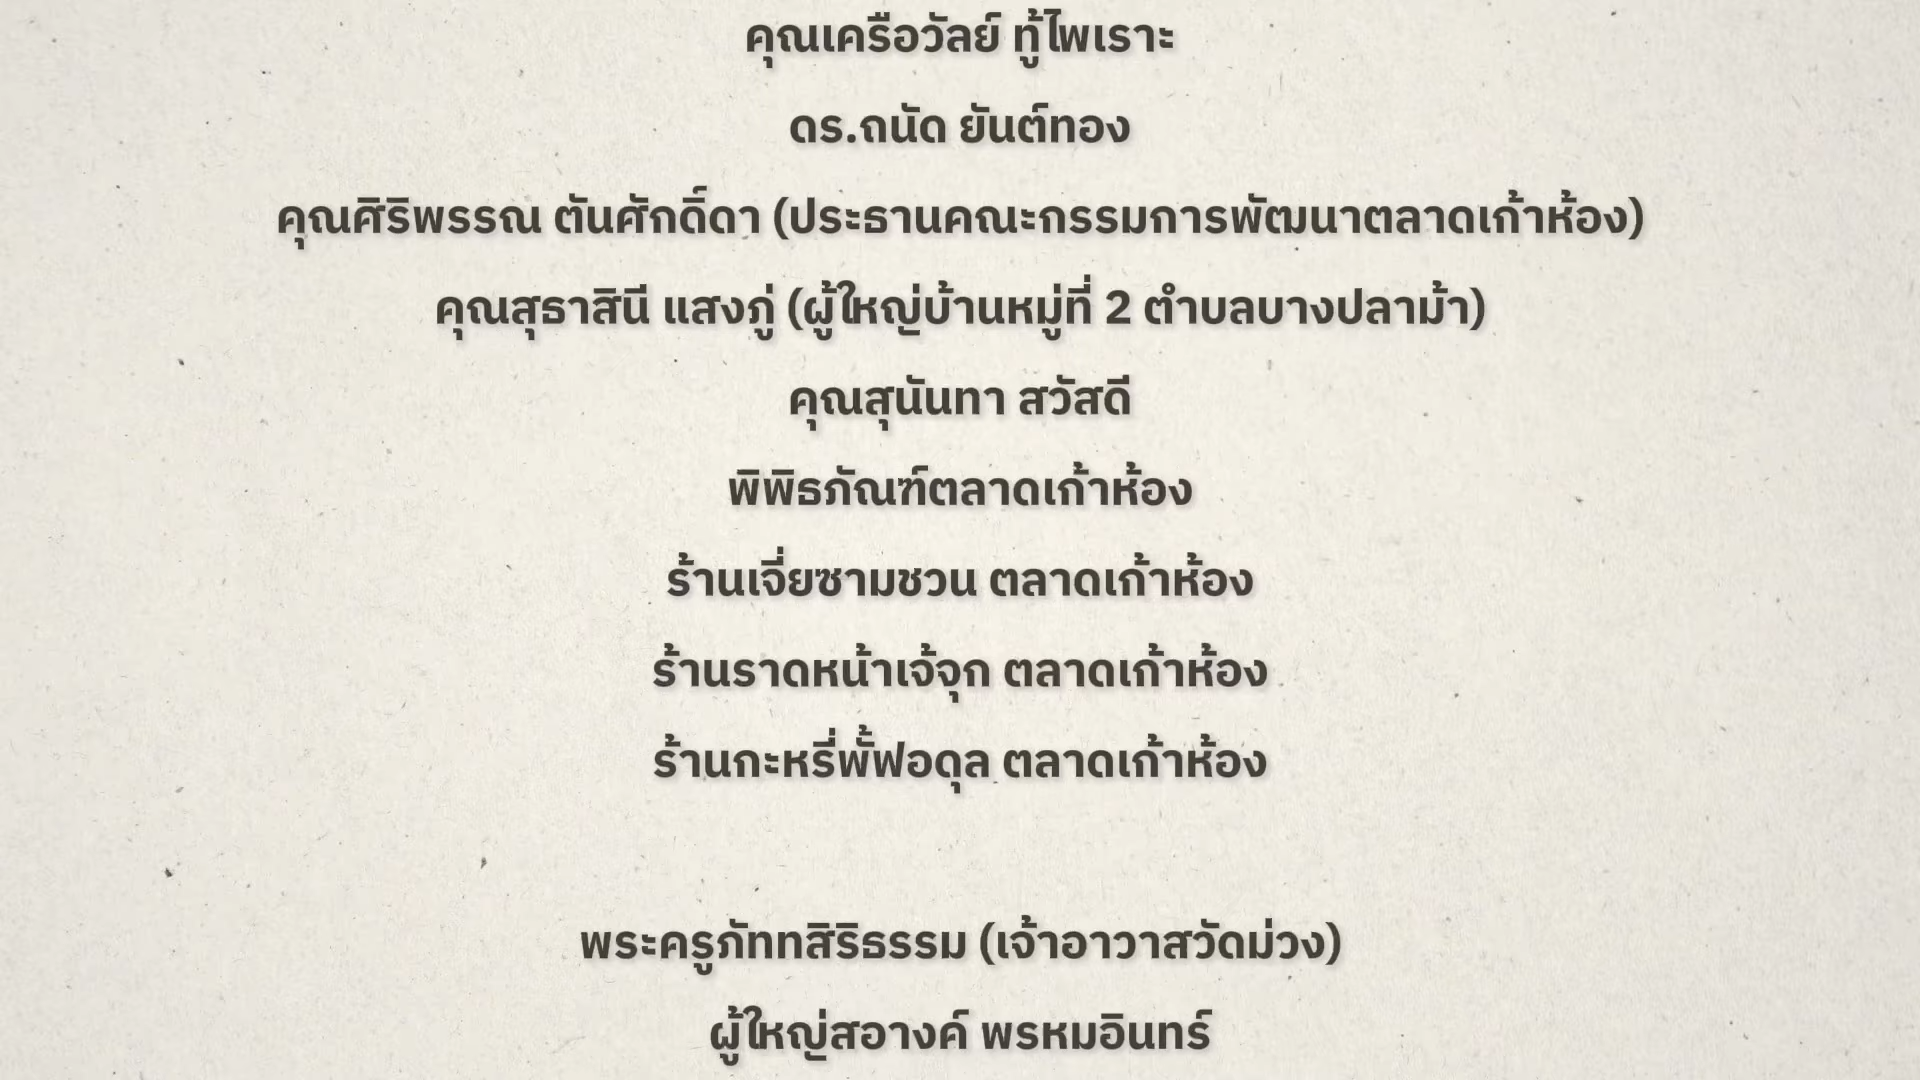 คุณเครือวัลย์ ทู้ไพเราะ
ดร.ถนัด ยันต์ทอง
คุณศิริพรรณ ตันศักดิ์ดา (ประธานคณะกรรมการพัฒนาตลาดเก้าห้อง)
คุณสุธาสินี แสงภู่ (ผู้ใหญ่บ้านหมู่ที่ 2 ตำบลบางปลาม้า)
คุณสุนันทา สวัสดี
พิพิธภัณฑ์ตลาดเก้าห้อง
ร้านเจี่ยซามชวน ตลาดเก้าห้อง
ร้านราดหน้าเจ้จุก ตลาดเก้าห้อง
ร้านกะหรี่พั้ฟอดุล ตลาดเก้าห้อง
พระครูภัททสิริธรรม (เจ้าอาวาสวัดม่วง)
ผู้ใหญ่สอางค์ พรหมอินทร์